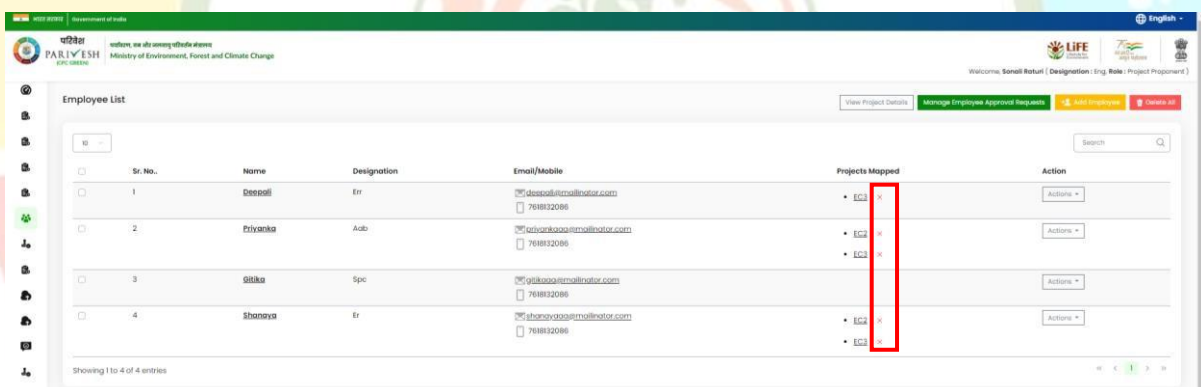 भारत सरकार Government of India
English
परिवेश
PARIVESH
(CPC GREEN)
पर्यावरण, वन और जलवायु परिवर्तन मंत्रालय
Ministry of Environment, Forest and Climate Change
LiFE
Welcome, Sonali Raturi ( Designation : Eng, Role : Project Proponent )
Employee List
View Project Details Manage Employee Approval Requests Add Employee Delete All
10 Search
Sr. No.. Name Designation Email/Mobile Projects Mapped Action
1 Deepali Err deepali@mailinator.com • EC3 × Actions
7618132086
2 Priyanka Aab priyankaaa@mailinator.com • EC2 × Actions
7618132086 • EC3 ×
3 Gitika Spc gitikaaa@mailinator.com Actions
7618132086
4 Shanaya Er shanayaaa@mailinator.com • EC2 × Actions
7618132086 • EC3 ×
Showing 1 to 4 of 4 entries « < 1 > »